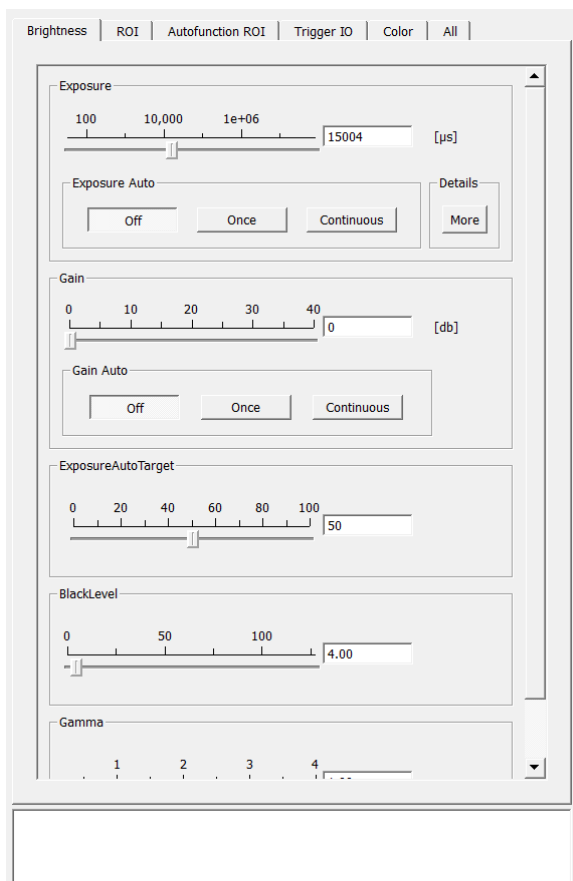 Brightness ROI Autofunction ROI Trigger IO Color All
Exposure
100 10,000 1e+06
15004 [µs]
Exposure Auto Details
Off Once Continuous More
Gain
0 10 20 30 40
0 [db]
Gain Auto
Off Once Continuous
ExposureAutoTarget
0 20 40 60 80 100
50
BlackLevel
0 50 100
4.00
Gamma
1 2 3 4